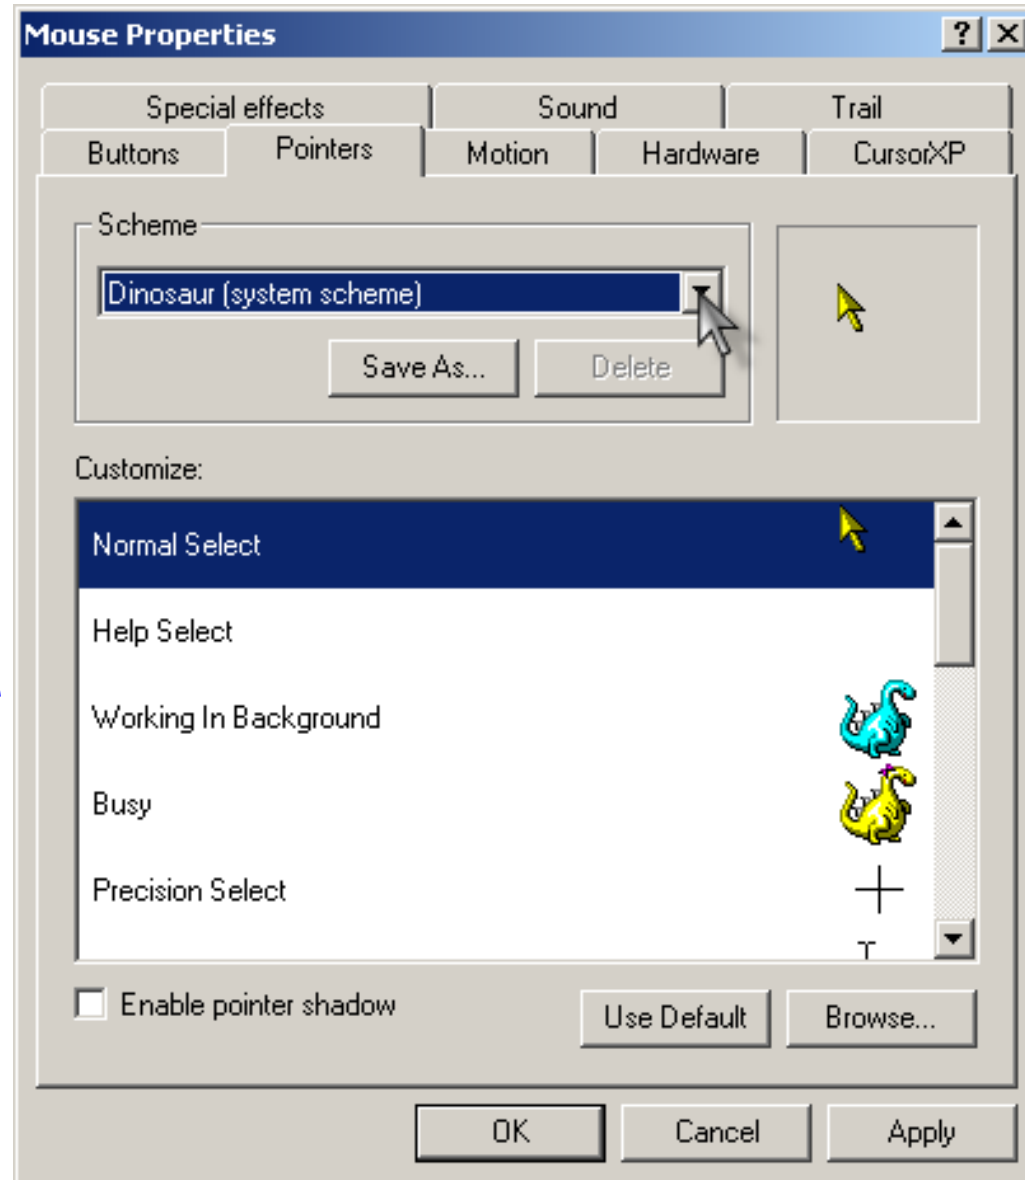 Mouse Properties
Special effects Sound Trail
Buttons Pointers Motion Hardware CursorXP
Scheme
Dinosaur (system scheme)
Save As... Delete
Customize:
Normal Select
Help Select
Working In Background
Busy
Precision Select
Enable pointer shadow
Use Default Browse...
OK Cancel Apply